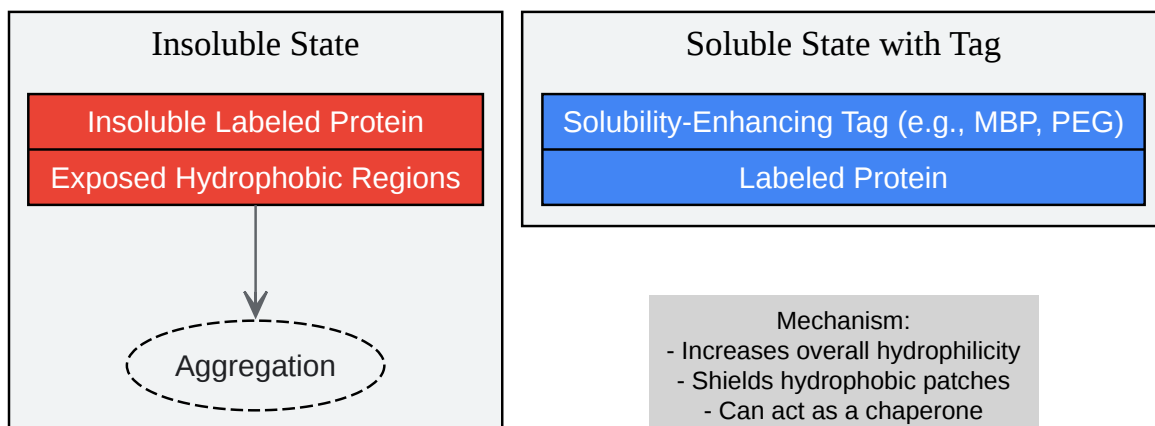 Insoluble State
Insoluble Labeled Protein
Exposed Hydrophobic Regions
Aggregation
Soluble State with Tag
Solubility-Enhancing Tag (e.g., MBP, PEG)
Labeled Protein
Mechanism:
- Increases overall hydrophilicity
- Shields hydrophobic patches
- Can act as a chaperone